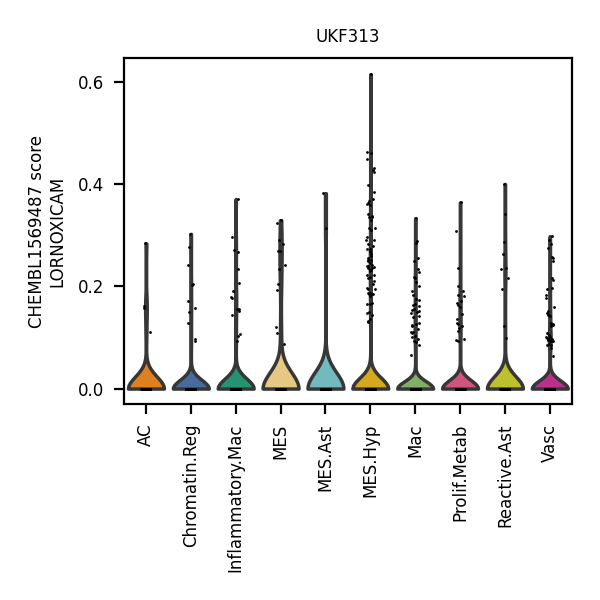 UKF313
CHEMBL1569487 score
LORNOXICAM
0.6
0.4
0.2
0.0
AC
Chromatin.Reg
Inflammatory.Mac
MES
MES.Ast
MES.Hyp
Mac
Prolif.Metab
Reactive.Ast
Vasc